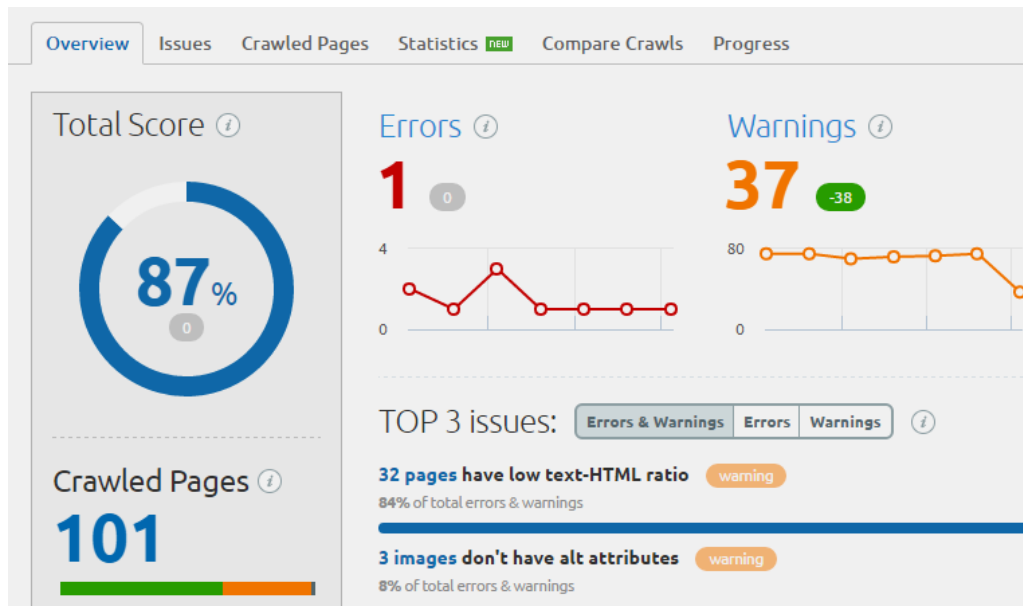 Overview Issues Crawled Pages Statistics NEW Compare Crawls Progress
Total Score i
87%
0
Crawled Pages i
101
Errors i
1 0
4
0
Warnings i
37 -38
80
0
TOP 3 issues: Errors & Warnings Errors Warnings i
32 pages have low text-HTML ratio warning
84% of total errors & warnings
3 images don't have alt attributes warning
8% of total errors & warnings